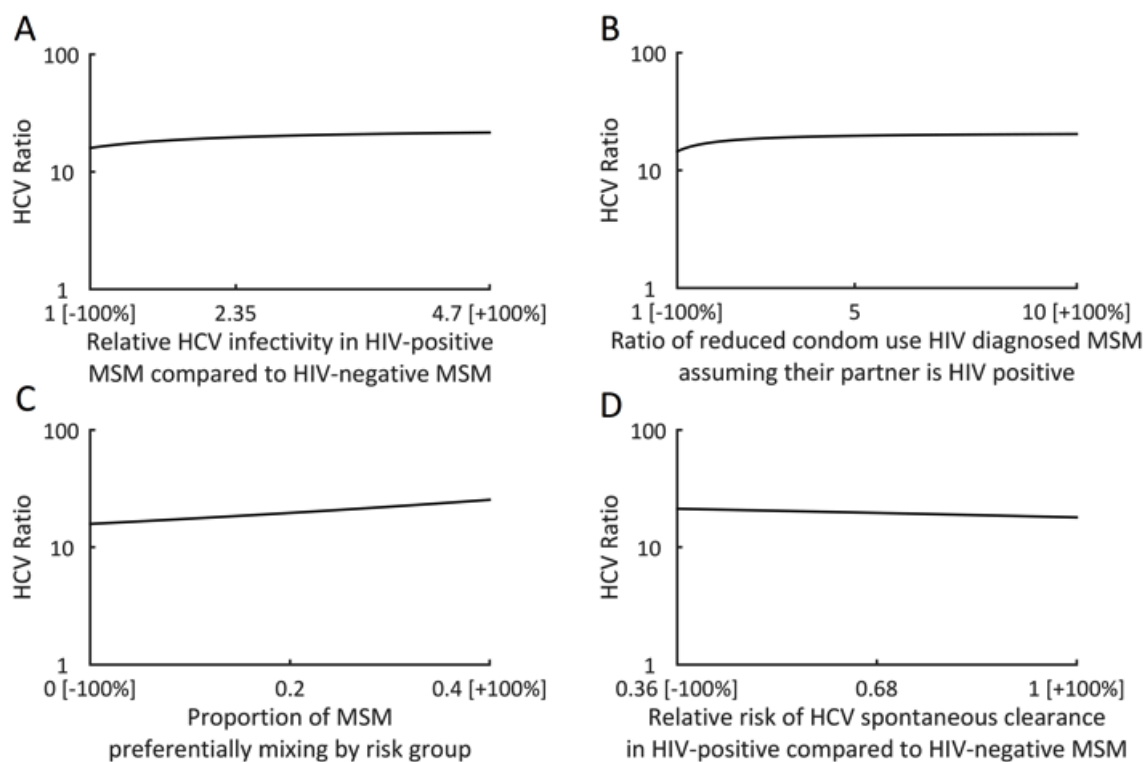 A
100
10
1
HCV Ratio
1 [-100%]
2.35
4.7 [+100%]
Relative HCV infectivity in HIV-positive
MSM compared to HIV-negative MSM
B
100
10
1
HCV Ratio
1 [-100%]
5
10 [+100%]
Ratio of reduced condom use HIV diagnosed MSM
assuming their partner is HIV positive
C
100
10
1
HCV Ratio
0 [-100%]
0.2
0.4 [+100%]
Proportion of MSM
preferentially mixing by risk group
D
100
10
1
HCV Ratio
0.36 [-100%]
0.68
1 [+100%]
Relative risk of HCV spontaneous clearance
in HIV-positive compared to HIV-negative MSM